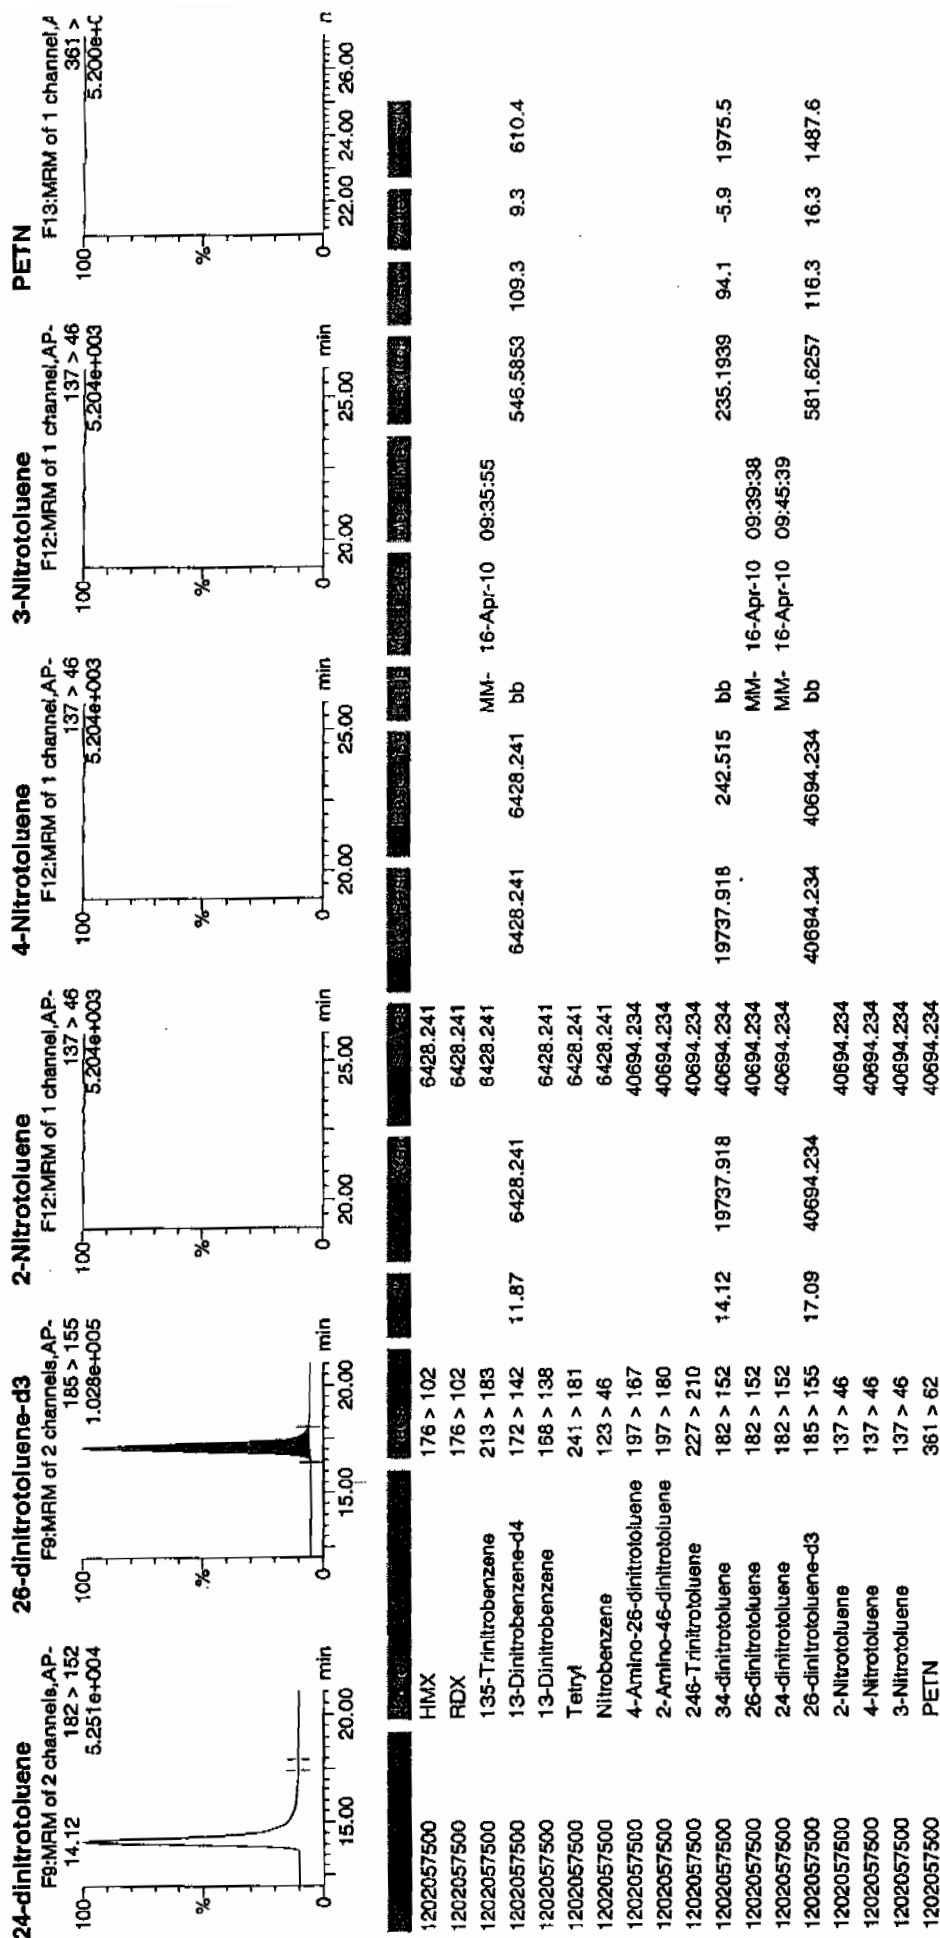 24-dinitrotoluene
F9:MRM of 2 channels,AP-
14.12
182 > 152
5.251e+004
100
%
0
15.00
20.00
min
26-dinitrotoluene-d3
F9:MRM of 2 channels,AP-
185 > 155
1.028e+005
100
%
0
15.00
20.00
min
2-Nitrotoluene
F12:MRM of 1 channel,AP-
137 > 46
5.204e+003
100
%
0
20.00
25.00
min
4-Nitrotoluene
F12:MRM of 1 channel,AP-
137 > 46
5.204e+003
100
%
0
20.00
25.00
min
3-Nitrotoluene
F12:MRM of 1 channel,AP-
137 > 46
5.204e+003
100
%
0
20.00
25.00
min
PETN
F13:MRM of 1 channel,A
361 >
5.200e+0
100
%
0
22.00
24.00
26.00
n
1202057500 HMX 176 > 102 6428.241
1202057500 RDX 176 > 102 6428.241
1202057500 135-Trinitrobenzene 213 > 183 6428.241 MM- 16-Apr-10 09:35:55
1202057500 13-Dinitrobenzene-d4 172 > 142 11.87 6428.241 6428.241 6428.241 bb 546.5853 109.3 9.3 610.4
1202057500 13-Dinitrobenzene 168 > 138 6428.241
1202057500 Tetryl 241 > 181 6428.241
1202057500 Nitrobenzene 123 > 46 6428.241
1202057500 4-Amino-26-dinitrotoluene 197 > 167 40694.234
1202057500 2-Amino-46-dinitrotoluene 197 > 180 40694.234
1202057500 246-Trinitrotoluene 227 > 210 40694.234
1202057500 34-dinitrotoluene 182 > 152 14.12 19737.918 40694.234 19737.918 242.515 bb 235.1939 94.1 -5.9 1975.5
1202057500 26-dinitrotoluene 182 > 152 40694.234 MM- 16-Apr-10 09:39:38
1202057500 24-dinitrotoluene 182 > 152 40694.234 MM- 16-Apr-10 09:45:39
1202057500 26-dinitrotoluene-d3 185 > 155 17.09 40694.234 40694.234 40694.234 bb 581.6257 116.3 16.3 1487.6
1202057500 2-Nitrotoluene 137 > 46 40694.234
1202057500 4-Nitrotoluene 137 > 46 40694.234
1202057500 3-Nitrotoluene 137 > 46 40694.234
1202057500 PETN 361 > 62 40694.234